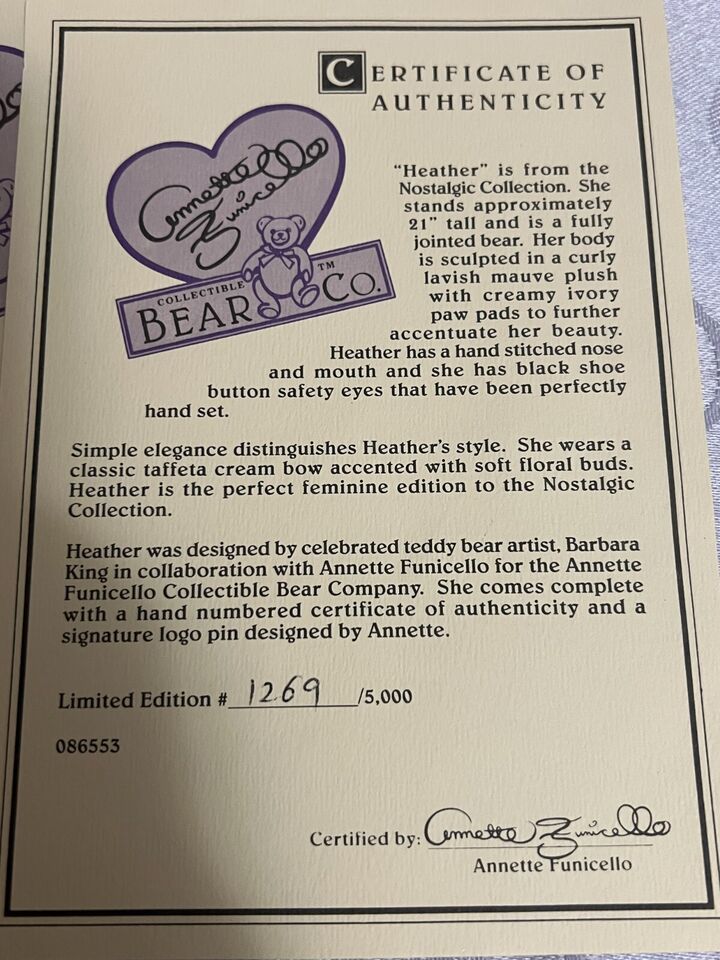 CERTIFICATE OF
AUTHENTICITY
Annette
Funicello
COLLECTIBLE
BEAR CO.™
"Heather" is from the
Nostalgic Collection. She
stands approximately
21" tall and is a fully
jointed bear. Her body
is sculpted in a curly
lavish mauve plush
with creamy ivory
paw pads to further
accentuate her beauty.
Heather has a hand stitched nose
and mouth and she has black shoe
button safety eyes that have been perfectly
hand set.
Simple elegance distinguishes Heather's style. She wears a
classic taffeta cream bow accented with soft floral buds.
Heather is the perfect feminine edition to the Nostalgic
Collection.
Heather was designed by celebrated teddy bear artist, Barbara
King in collaboration with Annette Funicello for the Annette
Funicello Collectible Bear Company. She comes complete
with a hand numbered certificate of authenticity and a
signature logo pin designed by Annette.
Limited Edition # 1269 /5,000
086553
Certified by: Annette Funicello
Annette Funicello